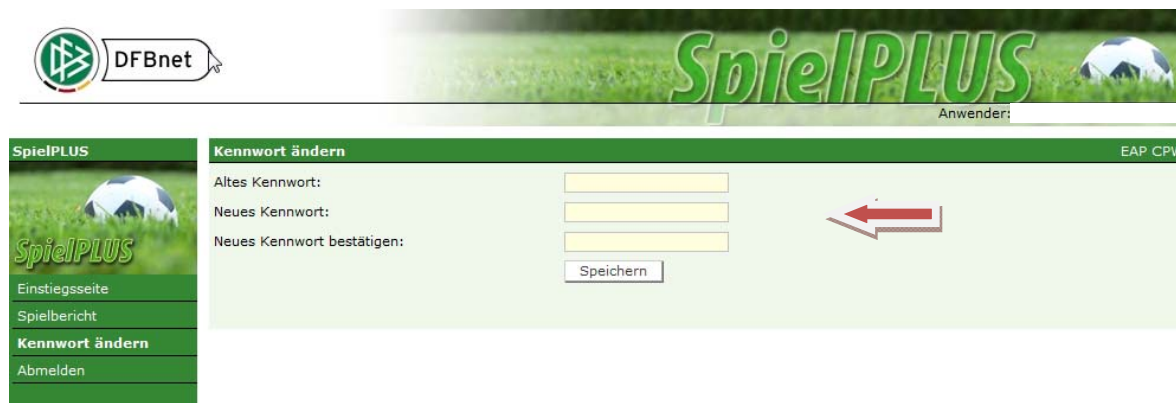 DFBnet
SpielPLUS
Anwender:
SpielPLUS
SpielPLUS
Einstiegsseite
Spielbericht
Kennwort ändern
Abmelden
Kennwort ändern
EAP CPW
Altes Kennwort:
Neues Kennwort:
Neues Kennwort bestätigen:
Speichern